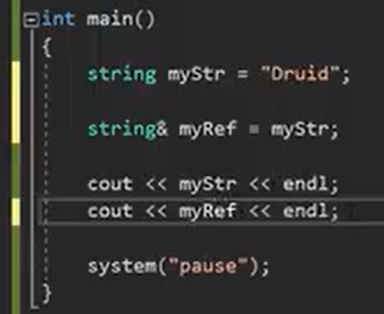 int main()
{
string myStr = "Druid";
string& myRef = myStr;
cout << myStr << endl;
cout << myRef << endl;
system("pause");
}